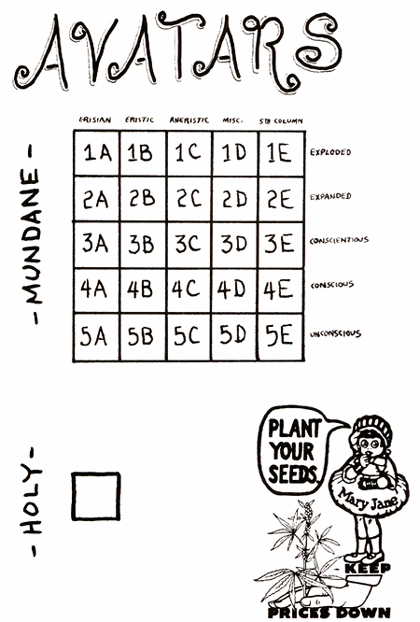 AVATARS
ERISIAN ERISTIC ANERISTIC MISC. 5TH COLUMN
1A 1B 1C 1D 1E EXPLODED
2A 2B 2C 2D 2E EXPANDED
- MUNDANE -
3A 3B 3C 3D 3E CONSCIENTIOUS
4A 4B 4C 4D 4E CONSCIOUS
5A 5B 5C 5D 5E UNCONSCIOUS
- HOLY -
PLANT
YOUR
SEEDS.
Mary Jane
KEEP
PRICES DOWN